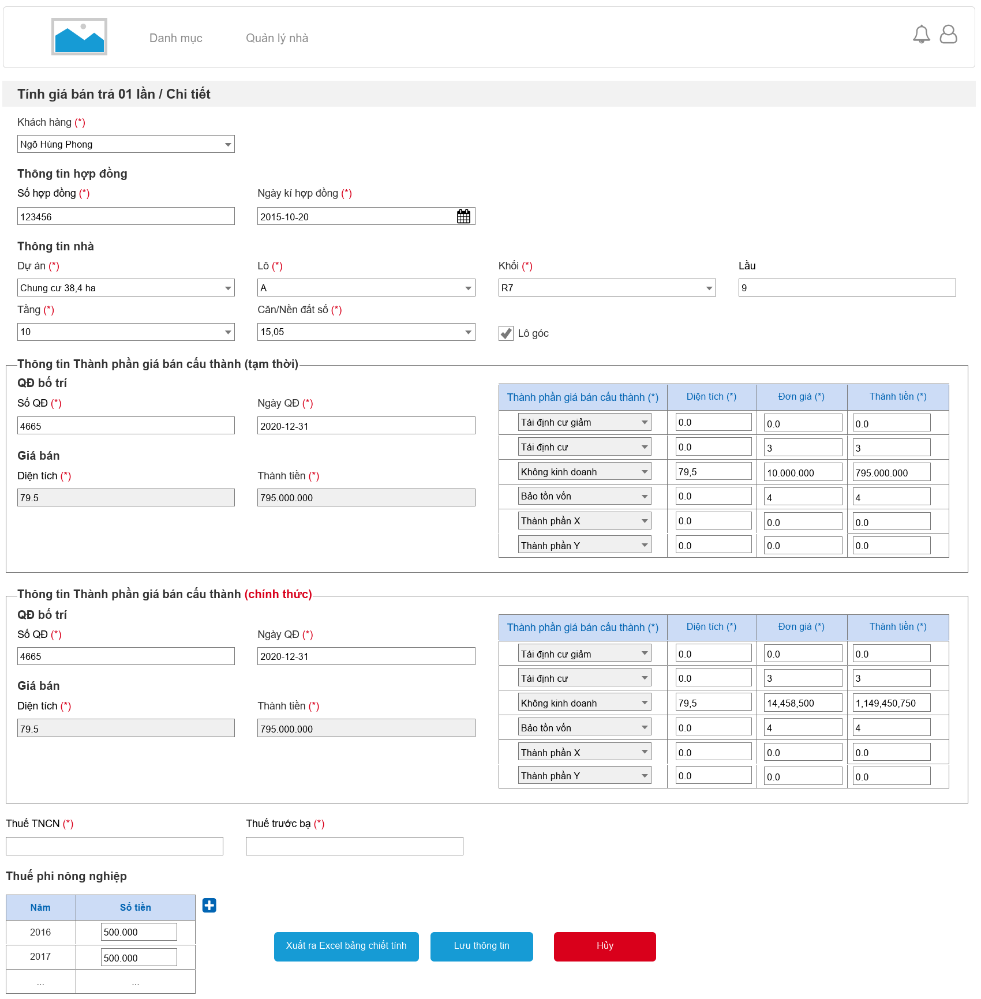 Danh mục Quản lý nhà
Tính giá bán trả 01 lần / Chi tiết
Khách hàng (*)
Ngô Hùng Phong
Thông tin hợp đồng
Số hợp đồng (*) Ngày kí hợp đồng (*)
123456 2015-10-20
Thông tin nhà
Dự án (*) Lô (*) Khối (*) Lầu
Chung cư 38,4 ha A R7 9
Tầng (*) Căn/Nền đất số (*)
10 15,05 Lô góc
Thông tin Thành phần giá bán cấu thành (tạm thời)
QĐ bố trí
Số QĐ (*) Ngày QĐ (*)
4665 2020-12-31
Giá bán
Diện tích (*) Thành tiền (*)
79.5 795.000.000
Thành phần giá bán cấu thành (*) Diện tích (*) Đơn giá (*) Thành tiền (*)
Tái định cư giảm 0.0 0.0 0.0
Tái định cư 0.0 3 3
Không kinh doanh 79,5 10.000.000 795.000.000
Bảo tồn vốn 0.0 4 4
Thành phần X 0.0 0.0 0.0
Thành phần Y 0.0 0.0 0.0
Thông tin Thành phần giá bán cấu thành (chính thức)
QĐ bố trí
Số QĐ (*) Ngày QĐ (*)
4665 2020-12-31
Giá bán
Diện tích (*) Thành tiền (*)
79.5 795.000.000
Thành phần giá bán cấu thành (*) Diện tích (*) Đơn giá (*) Thành tiền (*)
Tái định cư giảm 0.0 0.0 0.0
Tái định cư 0.0 3 3
Không kinh doanh 79,5 14,458,500 1,149,450,750
Bảo tồn vốn 0.0 4 4
Thành phần X 0.0 0.0 0.0
Thành phần Y 0.0 0.0 0.0
Thuế TNCN (*) Thuế trước bạ (*)
Thuế phi nông nghiệp
Năm Số tiền
2016 500.000
2017 500.000
... ...
Xuất ra Excel bảng chiết tính Lưu thông tin Hủy